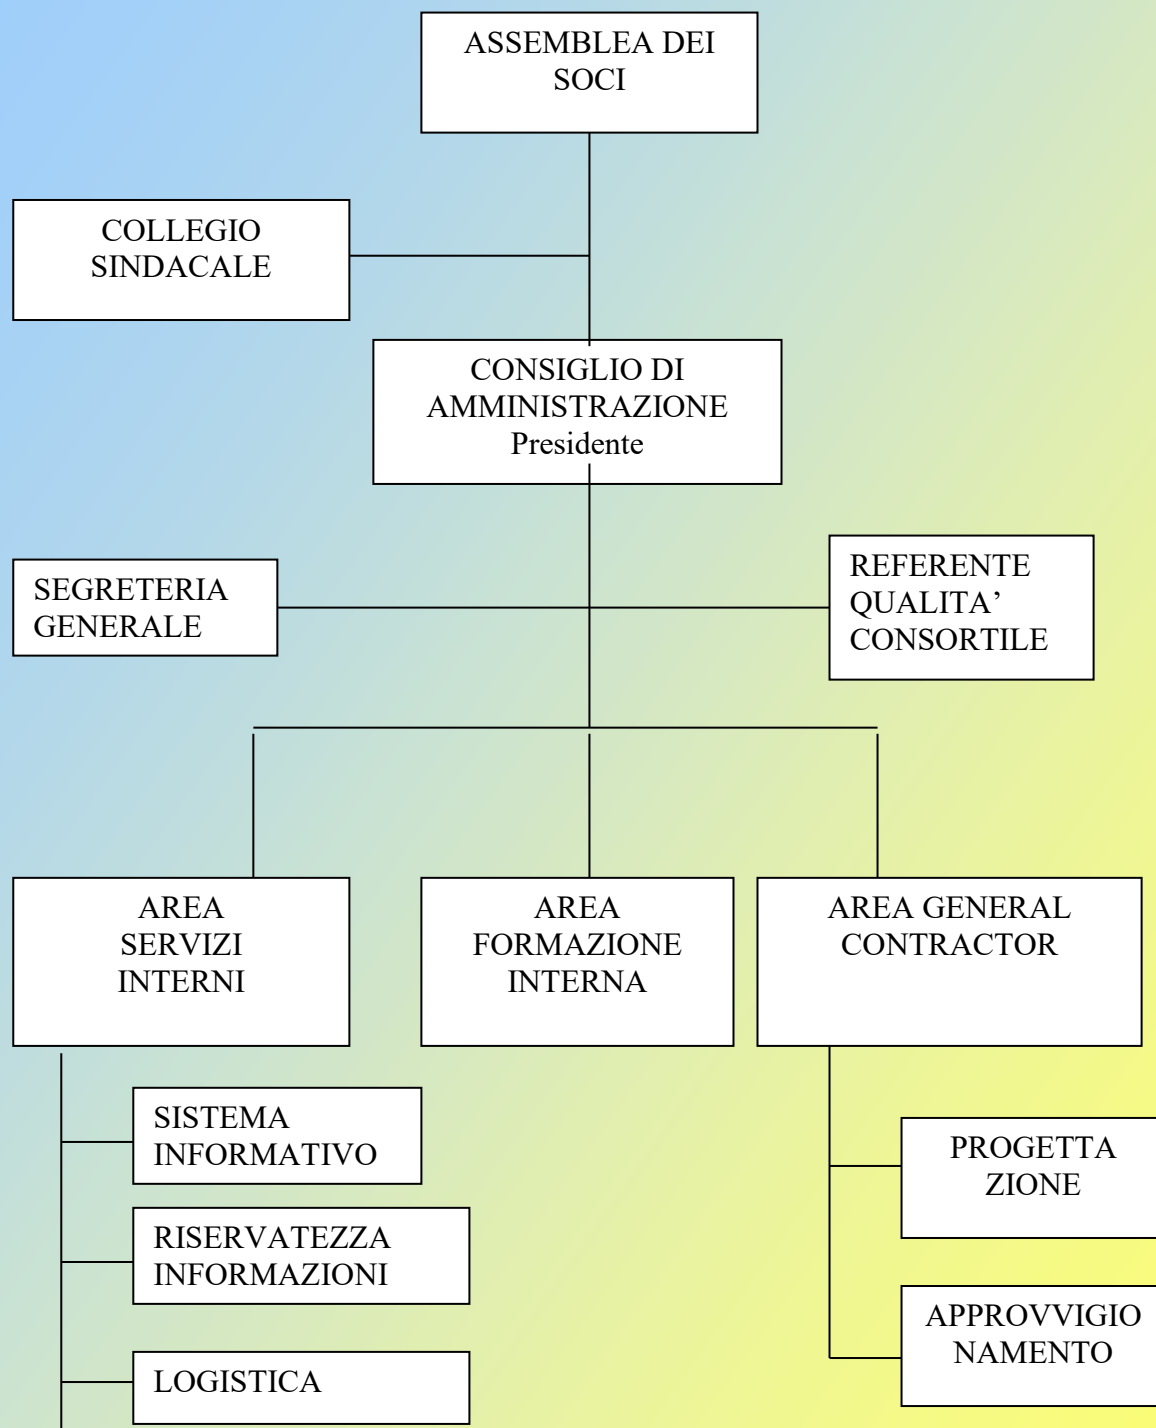 ASSEMBLEA DEI
SOCI
COLLEGIO
SINDACALE
CONSIGLIO DI
AMMINISTRAZIONE
Presidente
SEGRETERIA
GENERALE
REFERENTE
QUALITA’
CONSORTILE
AREA
SERVIZI
INTERNI
AREA
FORMAZIONE
INTERNA
AREA GENERAL
CONTRACTOR
SISTEMA
INFORMATIVO
PROGETTA
ZIONE
RISERVATEZZA
INFORMAZIONI
APPROVVIGIO
NAMENTO
LOGISTICA